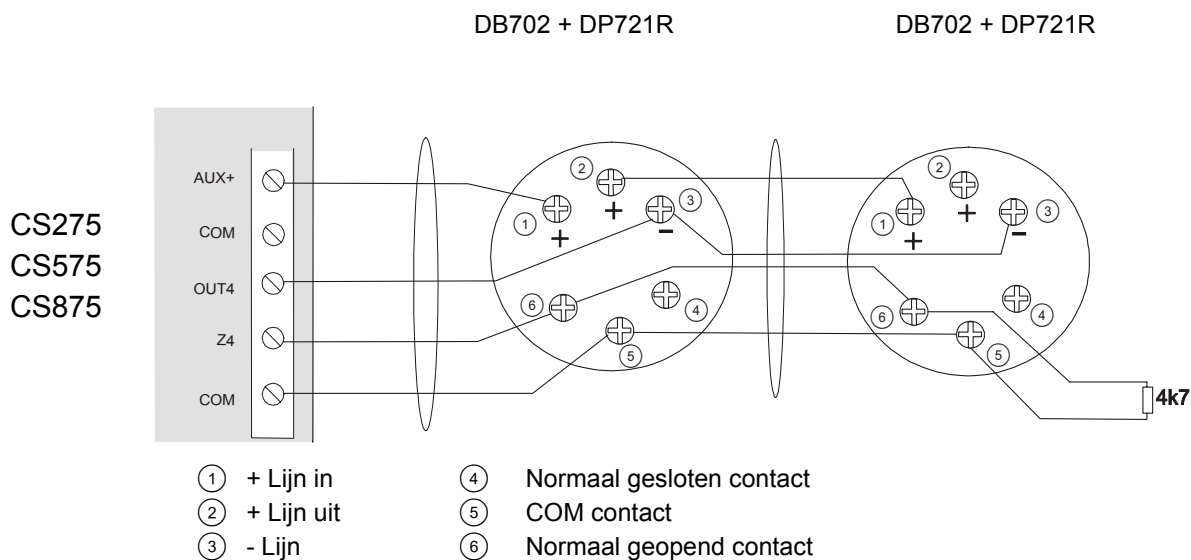 DB702 + DP721R
DB702 + DP721R
CS275
CS575
CS875
AUX+
COM
OUT4
Z4
COM
1
+
2
+
3
-
6
4
5
1
+
2
+
3
-
6
4
5
4k7
1 + Lijn in
2 + Lijn uit
3 - Lijn
4 Normaal gesloten contact
5 COM contact
6 Normaal geopend contact